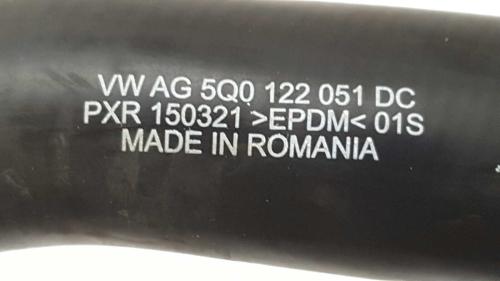 VW AG 5Q0 122 051 DC
PXR 150321 >EPDM< 01S
MADE IN ROMANIA